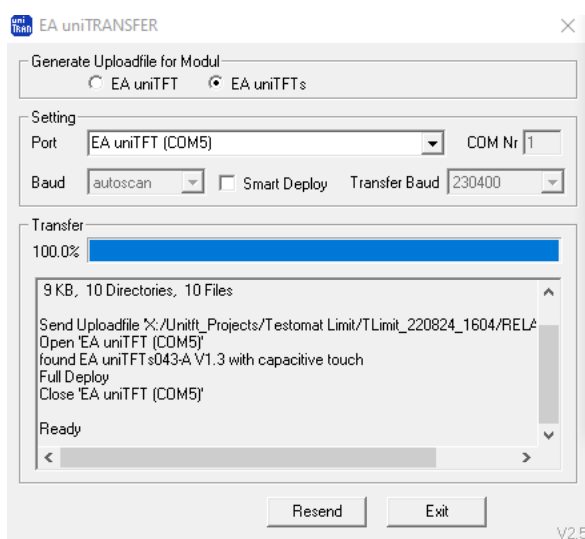 uni
TRAN
EA uniTRANSFER
Generate Uploadfile for Modul
EA uniTFT
EA uniTFTs
Setting
Port
EA uniTFT (COM5)
COM Nr
1
Baud
autoscan
Smart Deploy
Transfer Baud
230400
Transfer
100.0%
9 KB, 10 Directories, 10 Files
Send Uploadfile 'X:/Unitft_Projects/Testomat Limit/TLimit_220824_1604/RELA
Open 'EA uniTFT (COM5)'
found EA uniTFTs043-A V1.3 with capacitive touch
Full Deploy
Close 'EA uniTFT (COM5)'
Ready
Resend
Exit
V2.5